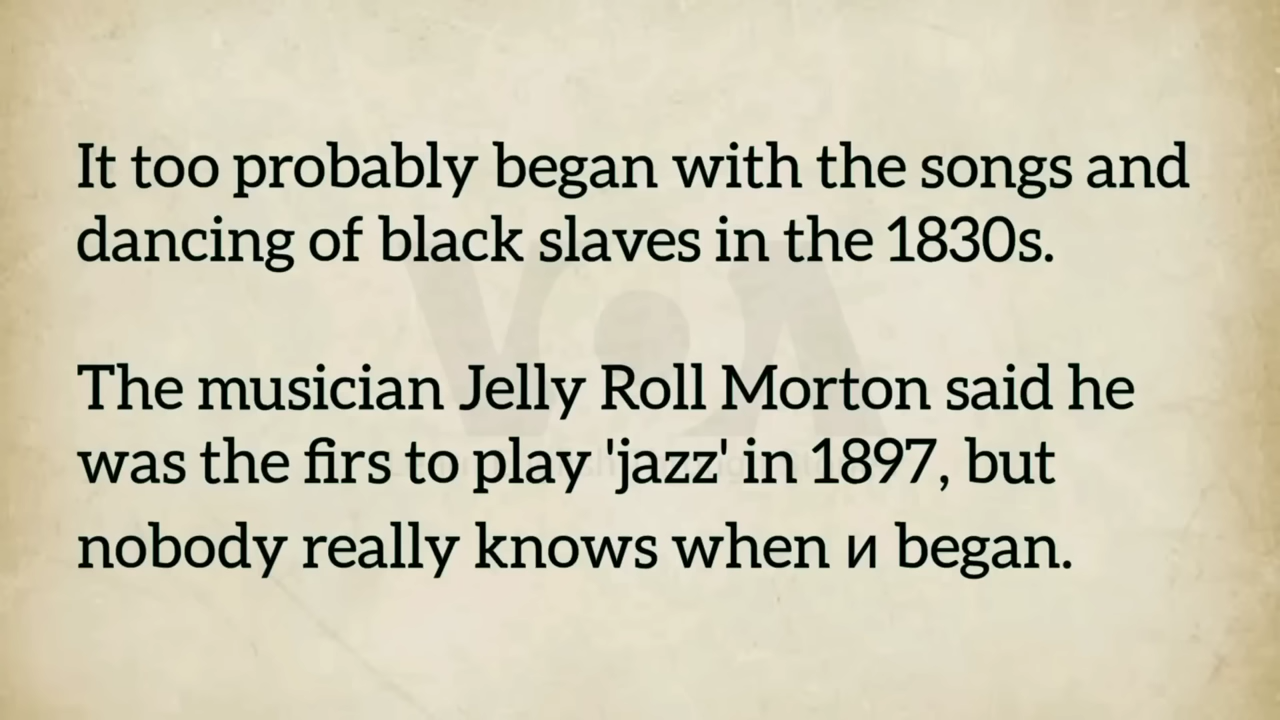 It too probably began with the songs and
dancing of black slaves in the 1830s.
The musician Jelly Roll Morton said he
was the firs to play 'jazz' in 1897, but
nobody really knows when и began.
VOA